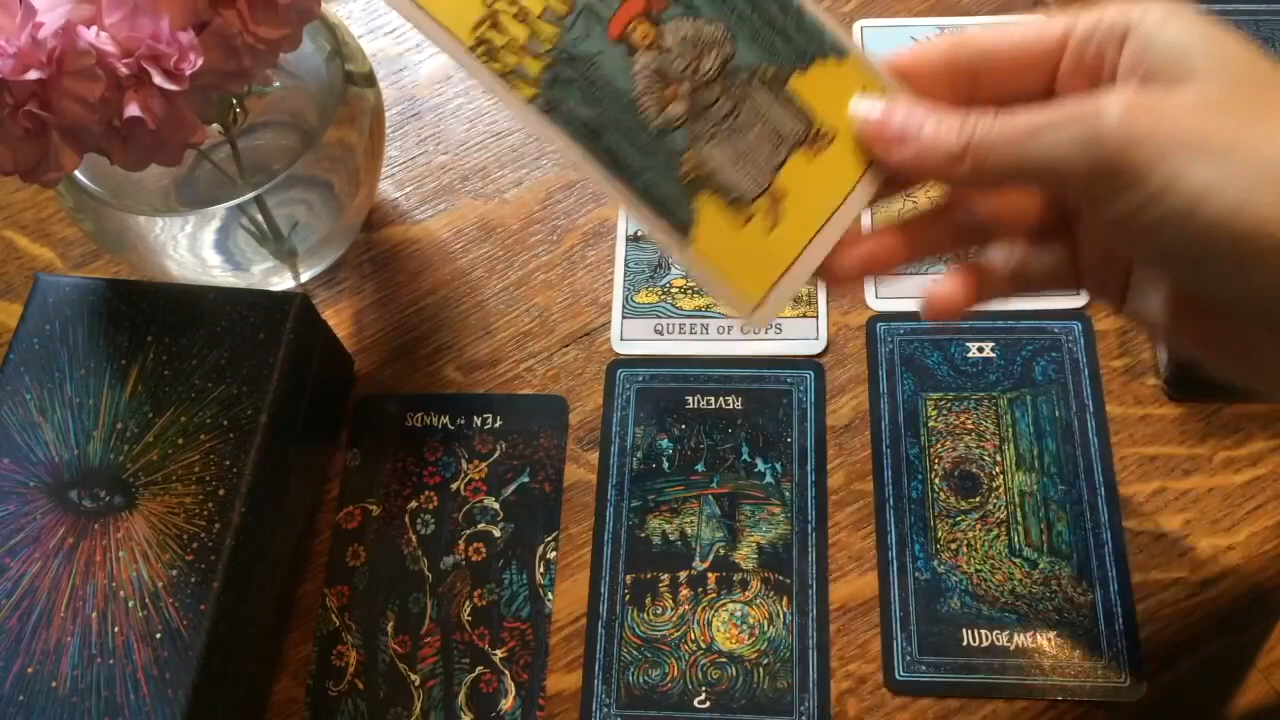 QUEEN OF CUPS
XX
REVERIE
TEN OF WANDS
JUDGEMENT
?